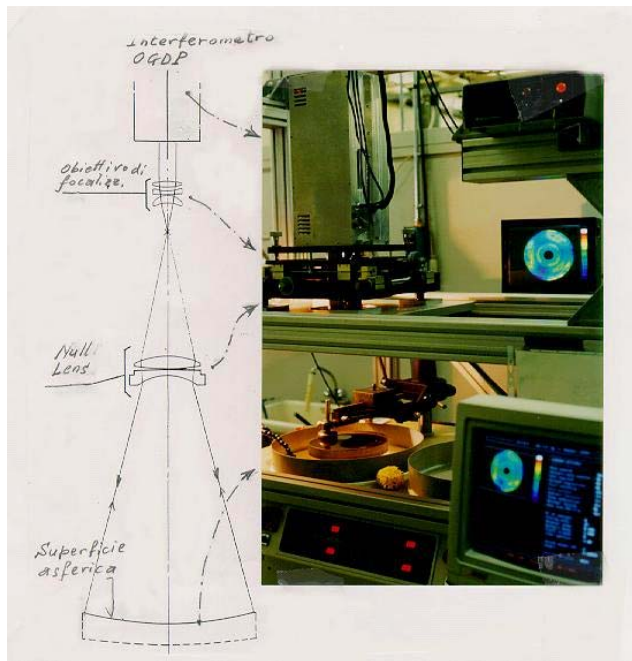 Interferometro
OGDP
Obiettivo di
focalizz.
Null
Lens
Superficie
asferica